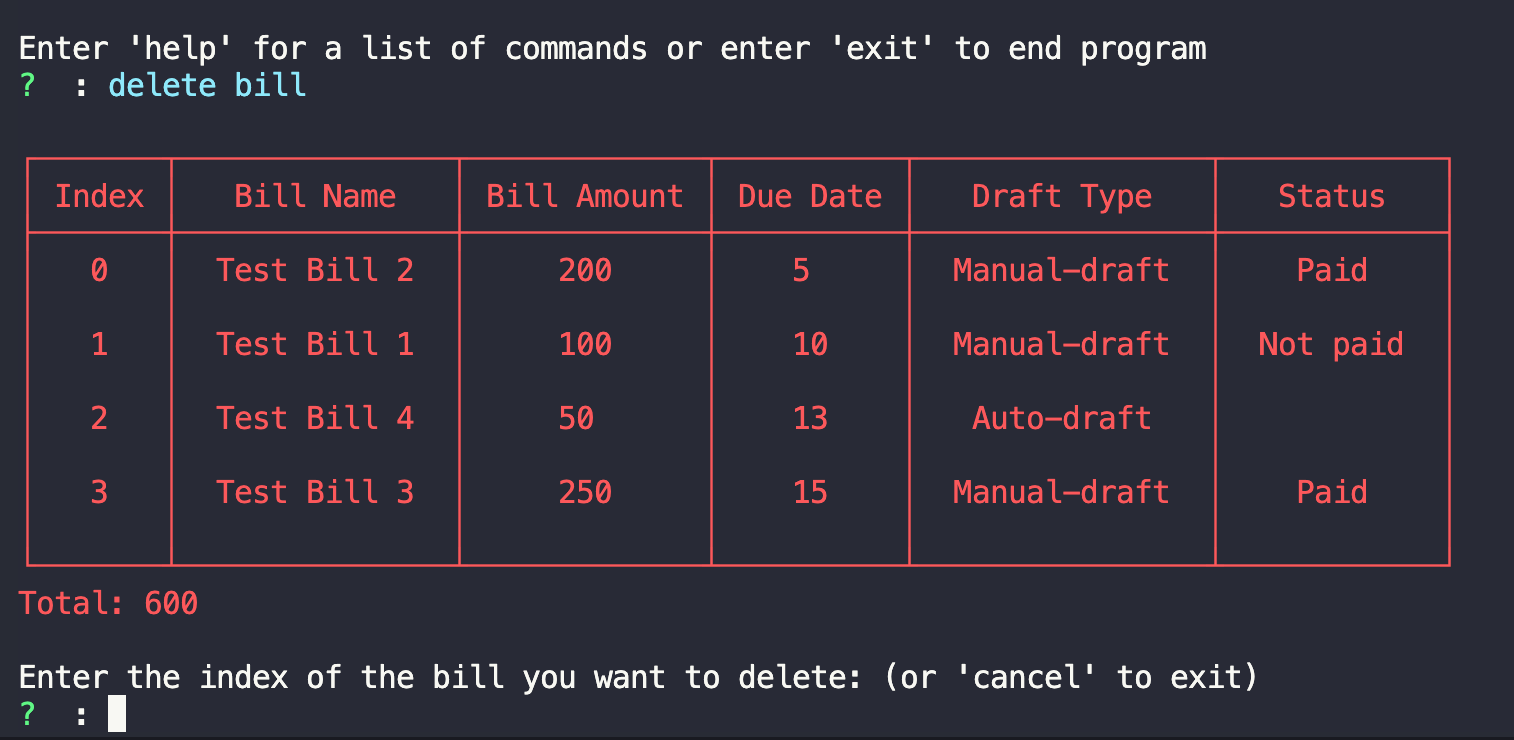 Enter 'help' for a list of commands or enter 'exit' to end program
? : delete bill
Index Bill Name Bill Amount Due Date Draft Type Status
0 Test Bill 2 200 5 Manual-draft Paid
1 Test Bill 1 100 10 Manual-draft Not paid
2 Test Bill 4 50 13 Auto-draft
3 Test Bill 3 250 15 Manual-draft Paid
Total: 600
Enter the index of the bill you want to delete: (or 'cancel' to exit)
? :